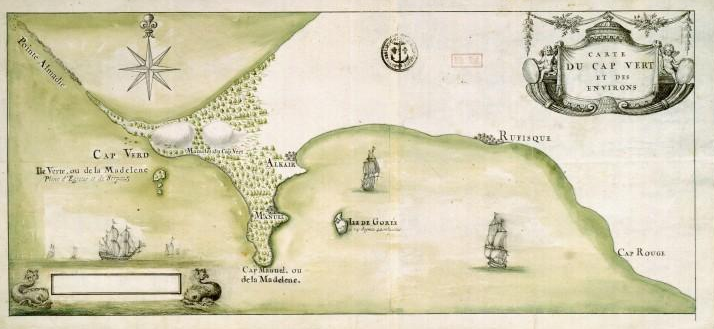 CARTE
DU CAP VERT
ET DES
ENVIRONS
Pointe Almadie
CAP VERD
Mamelles du Cap Vert
Isle Verte, ou de la Madelene
ALKAIR
RUFISQUE
MANUEL
ISLE DE GORÉE
CAP ROUGE
Cap Manuel, ou
de la Madelene.